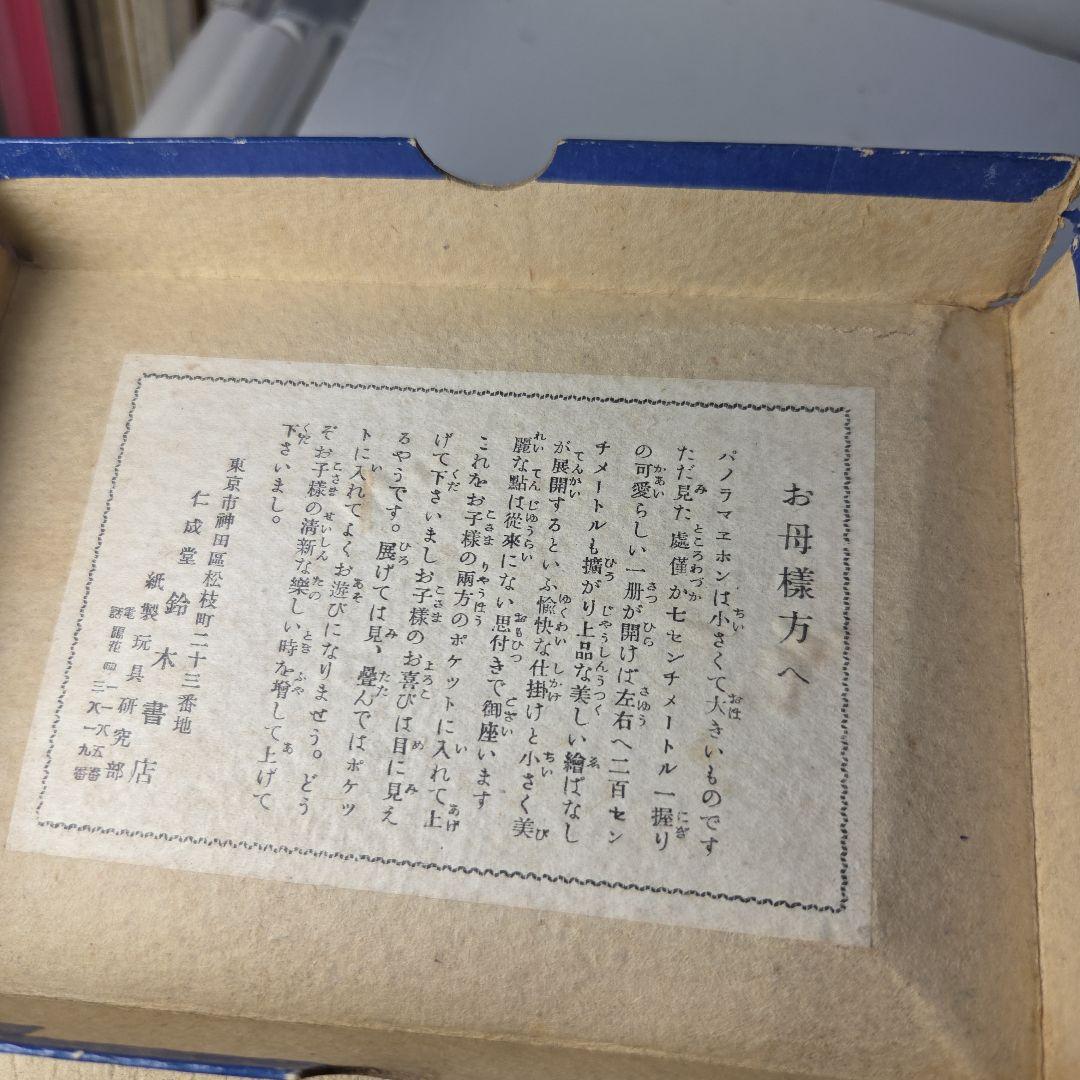 お母樣方へ
パノラマヱホンは小さくて大きいものです
ただ見た處僅か七センチメートル一握り
の可愛らしい一册が開けば左右へ二百セン
チメートルも擴がり上品な美しい繪ばなし
が展開するといふ愉快な仕掛けと小さく美
麗な點は從來にない思付きで御座います
これをお子樣の兩方のポケットに入れて上
げて下さいましお子樣のお喜びは目に見え
るやうです。展げては見、疊んではポケッ
トに入れてよくお遊びになりませう。どう
ぞお子樣の清新な樂しい時を增して上げて
下さいまし。
東京市神田區松枝町二十三番地
仁成堂 鈴木書店
紙製玩具研究部